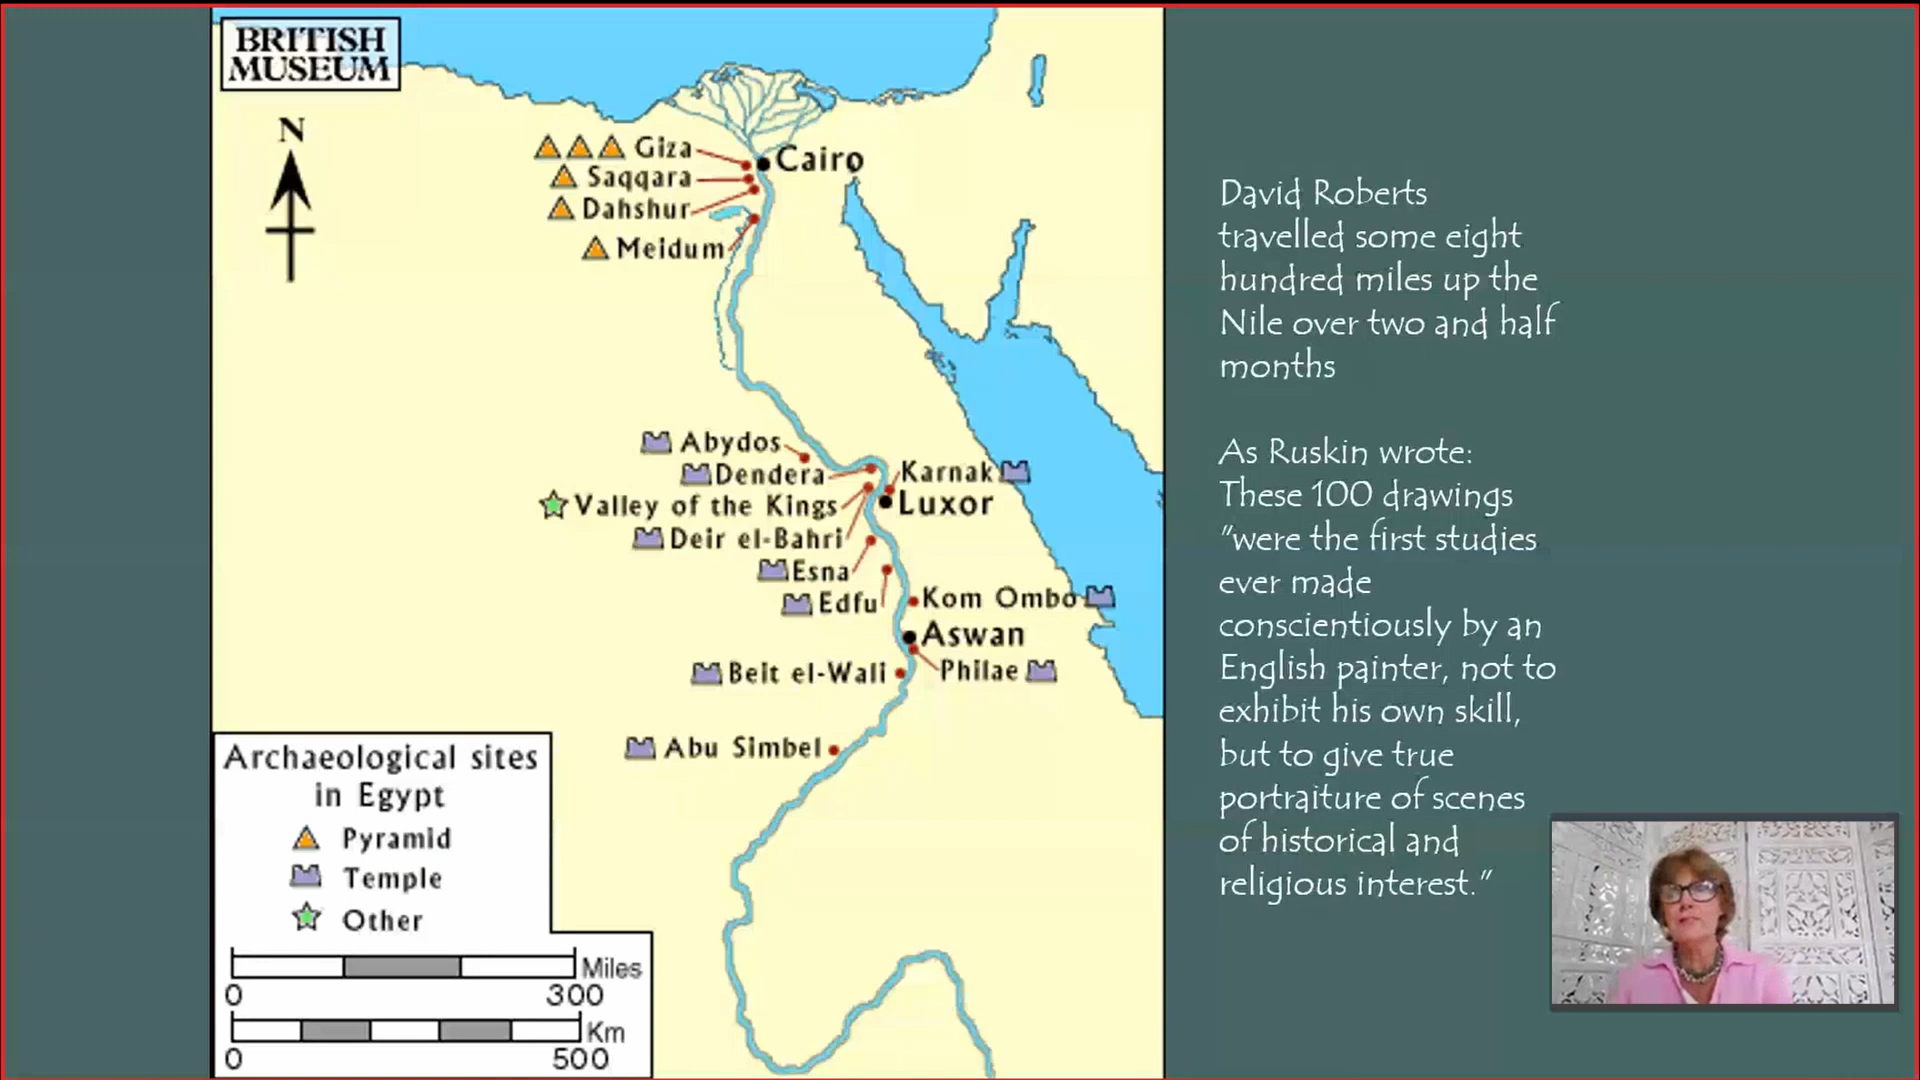 BRITISH
MUSEUM
N
Giza
Cairo
Saqqara
Dahshur
Meidum
Abydos
Dendera
Karnak
Valley of the Kings
Luxor
Deir el-Bahri
Esna
Edfu
Kom Ombo
Aswan
Beit el-Wali
Philae
Abu Simbel
Archaeological sites
in Egypt
Pyramid
Temple
Other
Miles
0 300
Km
0 500
David Roberts
travelled some eight
hundred miles up the
Nile over two and half
months
As Ruskin wrote:
These 100 drawings
"were the first studies
ever made
conscientiously by an
English painter, not to
exhibit his own skill,
but to give true
portraiture of scenes
of historical and
religious interest."